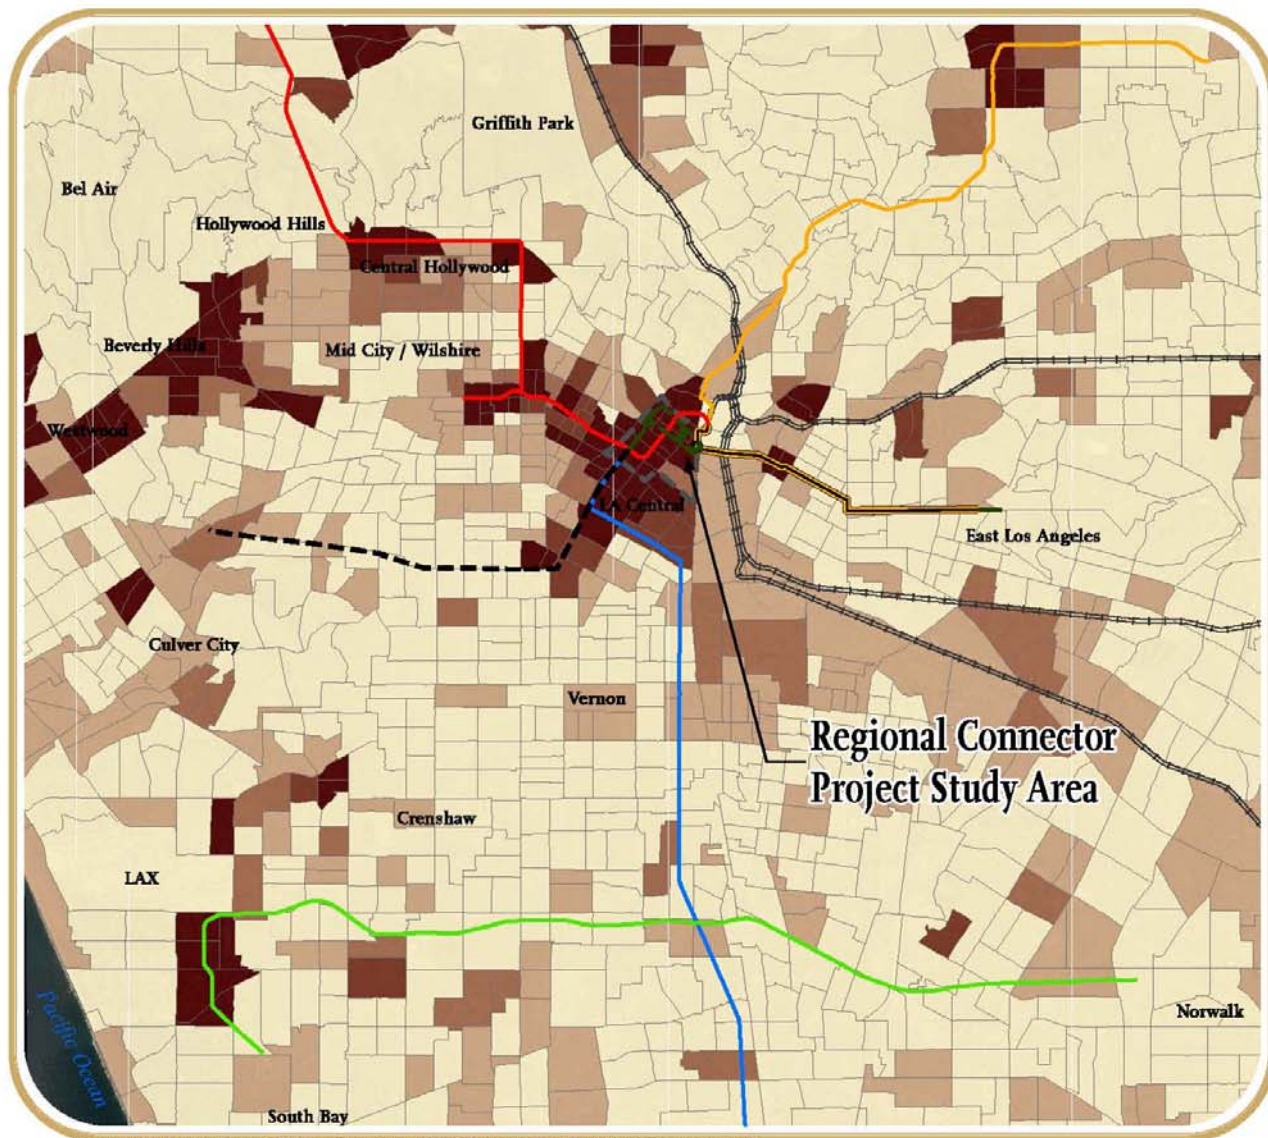 Griffith Park
Bel Air
Hollywood Hills
Central Hollywood
Beverly Hills
Mid City / Wilshire
Westwood
LA Central
East Los Angeles
Culver City
Vernon
Regional Connector
Project Study Area
Crenshaw
LAX
Pacific Ocean
Norwalk
South Bay